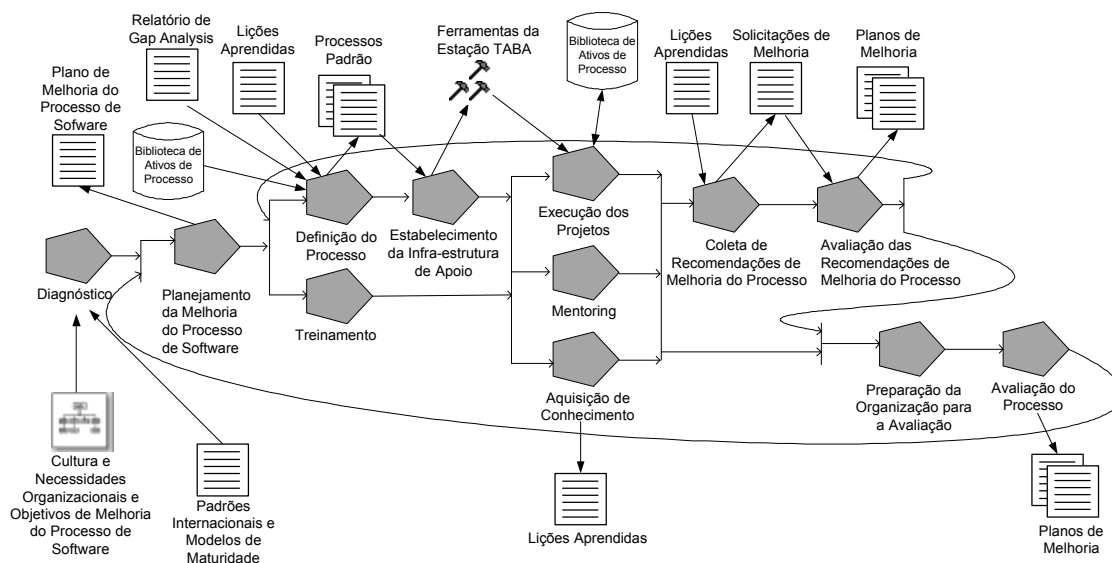 Relatório de
Gap Analysis
Lições
Aprendidas
Processos
Padrão
Ferramentas da
Estação TABA
Biblioteca de
Ativos de
Processo
Lições
Aprendidas
Solicitações de
Melhoria
Planos de
Melhoria
Plano de
Melhoria do
Processo de
Sofware
Biblioteca de
Ativos de
Processo
Diagnóstico
Planejamento
da Melhoria
do Processo
de Software
Definição do
Processo
Treinamento
Estabelecimento
da Infra-estrutura
de Apoio
Execução dos
Projetos
Mentoring
Aquisição de
Conhecimento
Coleta de
Recomendações de
Melhoria do Processo
Avaliação das
Recomendações de
Melhoria do Processo
Preparação da
Organização para
a Avaliação
Avaliação do
Processo
Cultura e
Necessidades
Organizacionais e
Objetivos de Melhoria
do Processo de
Software
Padrões
Internacionais e
Modelos de
Maturidade
Lições Aprendidas
Planos de
Melhoria